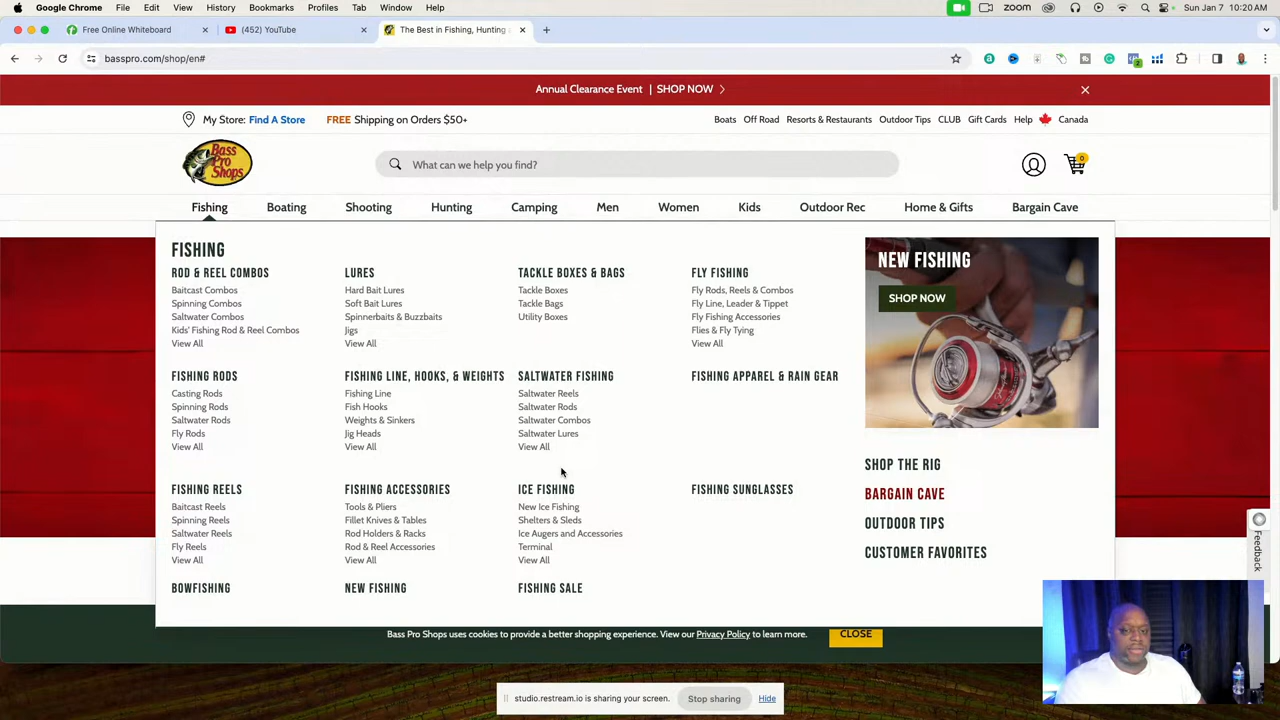 Google Chrome File Edit View History Bookmarks Profiles Tab Window Help zoom Sun Jan 7 10:20 AM
Free Online Whiteboard × (452) YouTube × The Best in Fishing, Hunting × +
basspro.com/shop/en#
Annual Clearance Event | SHOP NOW
My Store: Find A Store FREE Shipping on Orders $50+ Boats Off Road Resorts & Restaurants Outdoor Tips CLUB Gift Cards Help Canada
Bass Pro Shops What can we help you find? 0
Fishing Boating Shooting Hunting Camping Men Women Kids Outdoor Rec Home & Gifts Bargain Cave
FISHING
ROD & REEL COMBOS
Baitcast Combos
Spinning Combos
Saltwater Combos
Kids' Fishing Rod & Reel Combos
View All
LURES
Hard Bait Lures
Soft Bait Lures
Spinnerbaits & Buzzbaits
Jigs
View All
TACKLE BOXES & BAGS
Tackle Boxes
Tackle Bags
Utility Boxes
FLY FISHING
Fly Rods, Reels & Combos
Fly Line, Leader & Tippet
Fly Fishing Accessories
Flies & Fly Tying
View All
FISHING RODS
Casting Rods
Spinning Rods
Saltwater Rods
Fly Rods
View All
FISHING LINE, HOOKS, & WEIGHTS
Fishing Line
Fish Hooks
Weights & Sinkers
Jig Heads
View All
SALTWATER FISHING
Saltwater Reels
Saltwater Rods
Saltwater Combos
Saltwater Lures
View All
FISHING APPAREL & RAIN GEAR
FISHING REELS
Baitcast Reels
Spinning Reels
Saltwater Reels
Fly Reels
View All
FISHING ACCESSORIES
Tools & Pliers
Fillet Knives & Tables
Rod Holders & Racks
Rod & Reel Accessories
View All
ICE FISHING
New Ice Fishing
Shelters & Sleds
Ice Augers and Accessories
Terminal
View All
FISHING SUNGLASSES
BOWFISHING
NEW FISHING
FISHING SALE
NEW FISHING
SHOP NOW
SHOP THE RIG
BARGAIN CAVE
OUTDOOR TIPS
CUSTOMER FAVORITES
Feedback
Bass Pro Shops uses cookies to provide a better shopping experience. View our Privacy Policy to learn more. CLOSE
studio.restream.io is sharing your screen. Stop sharing Hide